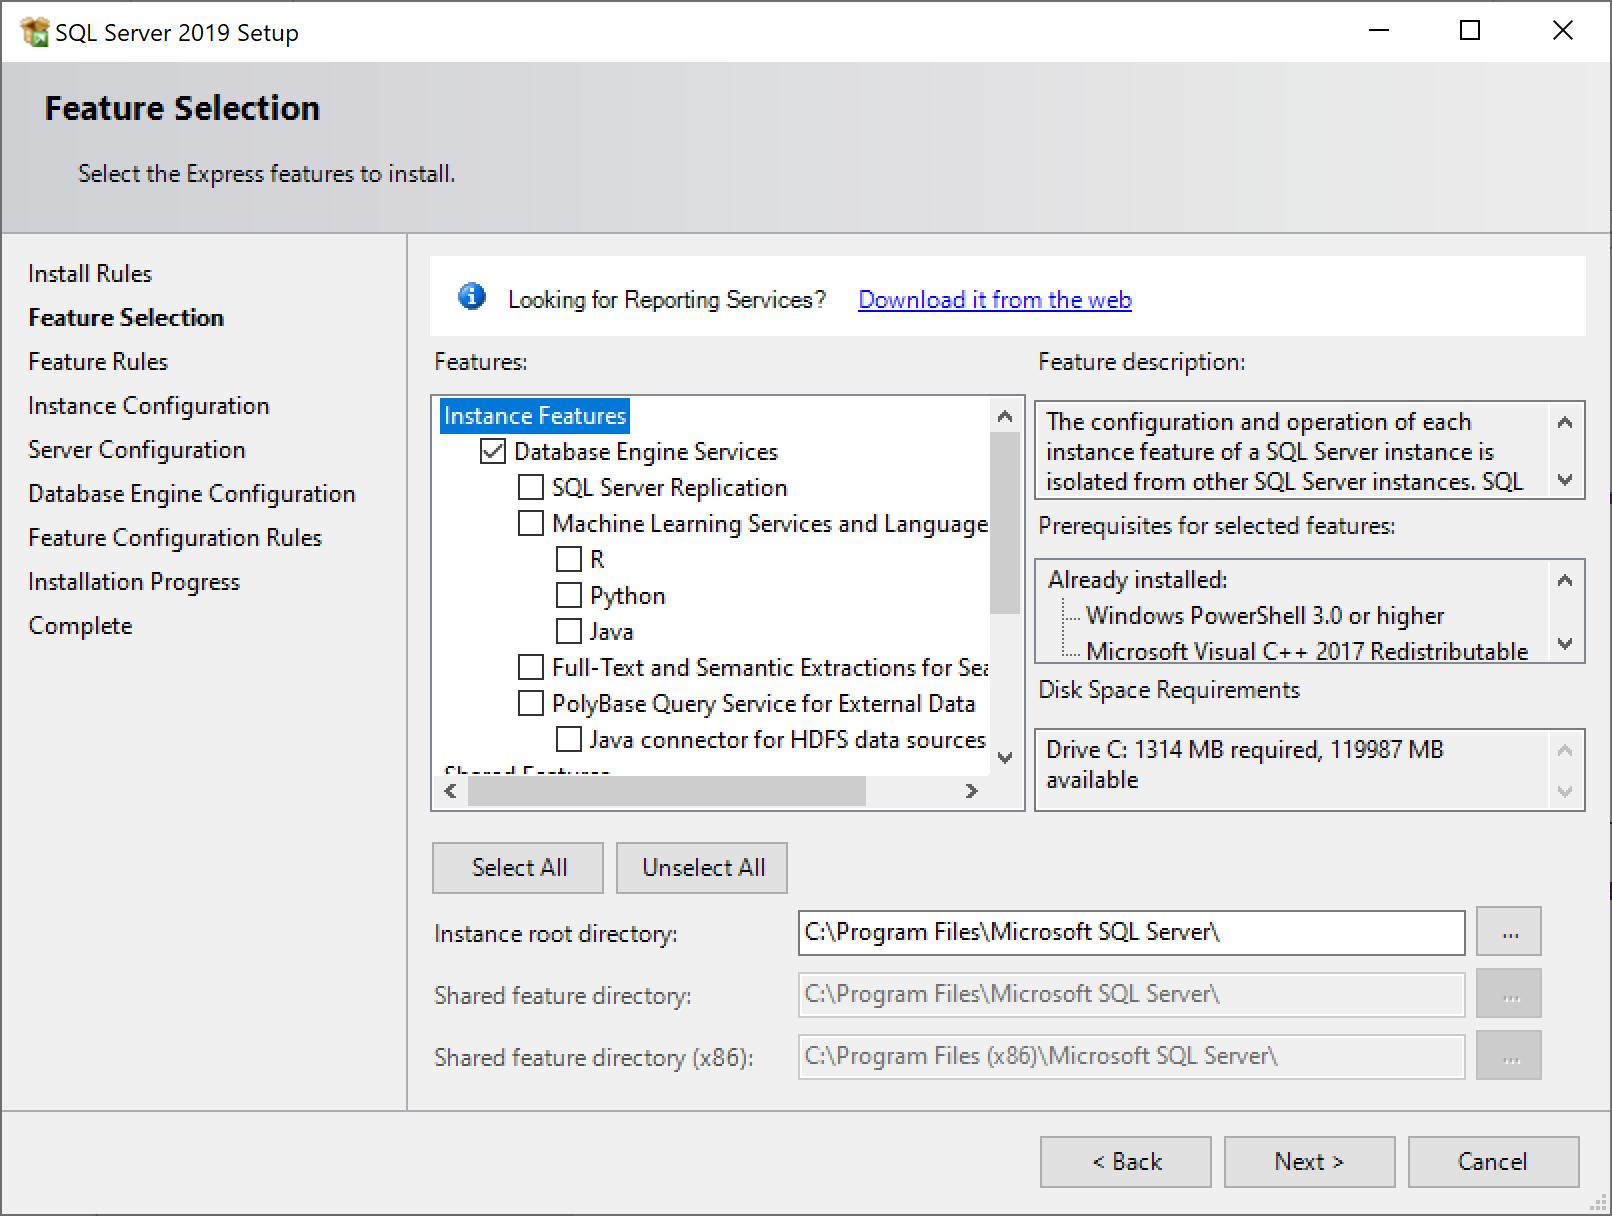 SQL Server 2019 Setup
Feature Selection
Select the Express features to install.
Install Rules
Feature Selection
Feature Rules
Instance Configuration
Server Configuration
Database Engine Configuration
Feature Configuration Rules
Installation Progress
Complete
Looking for Reporting Services? Download it from the web
Features:
Instance Features
Database Engine Services
SQL Server Replication
Machine Learning Services and Language
R
Python
Java
Full-Text and Semantic Extractions for Sea
PolyBase Query Service for External Data
Java connector for HDFS data sources
Shared Features
Feature description:
The configuration and operation of each
instance feature of a SQL Server instance is
isolated from other SQL Server instances. SQL
Prerequisites for selected features:
Already installed:
Windows PowerShell 3.0 or higher
Microsoft Visual C++ 2017 Redistributable
Disk Space Requirements
Drive C: 1314 MB required, 119987 MB
available
Select All
Unselect All
Instance root directory: C:\Program Files\Microsoft SQL Server\ ...
Shared feature directory: C:\Program Files\Microsoft SQL Server\ ...
Shared feature directory (x86): C:\Program Files (x86)\Microsoft SQL Server\ ...
< Back
Next >
Cancel